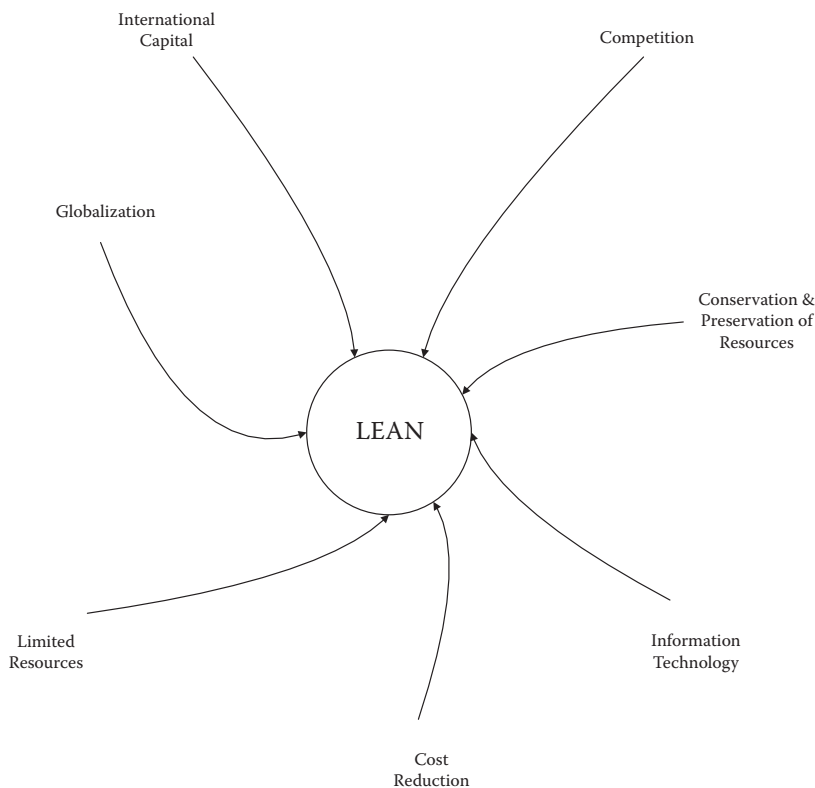 International
Capital
Competition
Globalization
Conservation &
Preservation of
Resources
LEAN
Limited
Resources
Information
Technology
Cost
Reduction